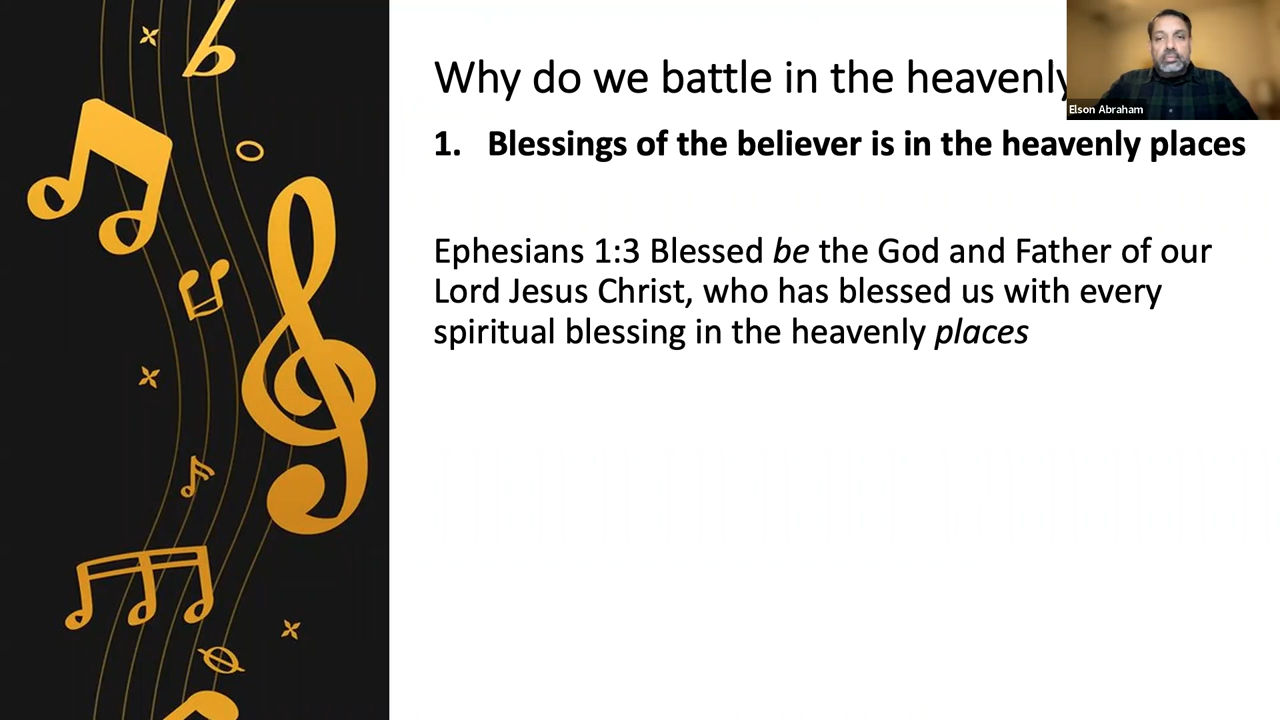 Why do we battle in the heavenly
Elson Abraham
1. Blessings of the believer is in the heavenly places
Ephesians 1:3 Blessed be the God and Father of our
Lord Jesus Christ, who has blessed us with every
spiritual blessing in the heavenly places